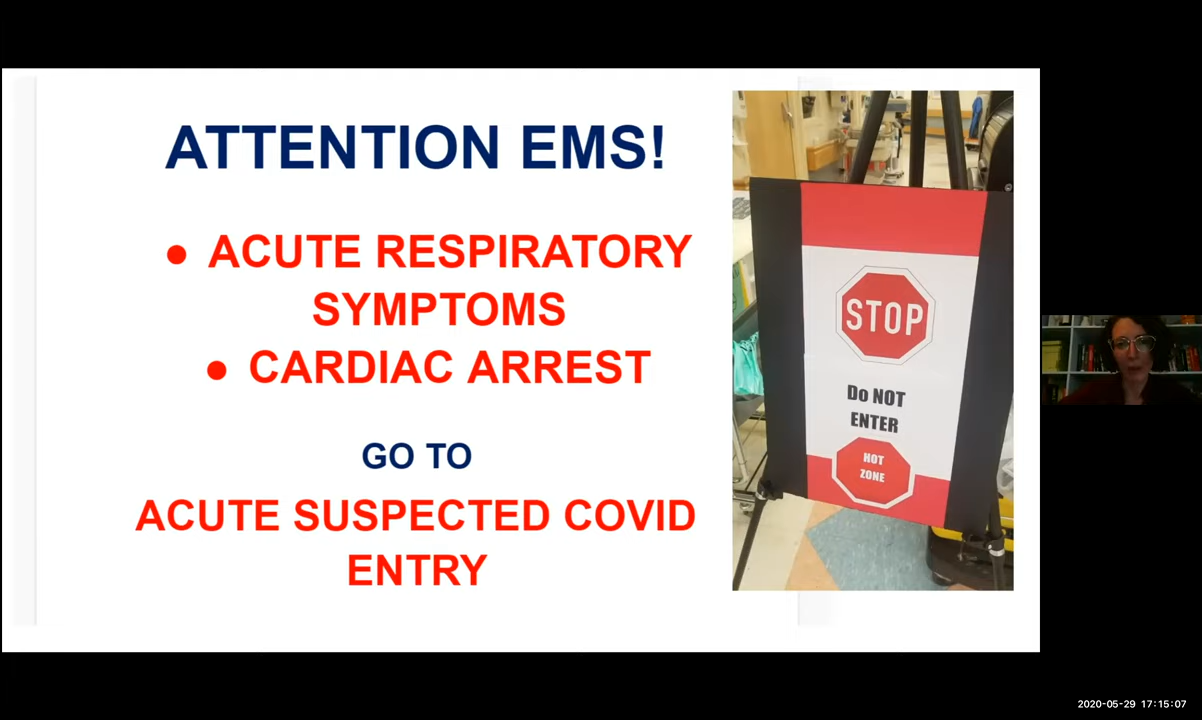 ATTENTION EMS!
● ACUTE RESPIRATORY
SYMPTOMS
● CARDIAC ARREST
GO TO
ACUTE SUSPECTED COVID
ENTRY
STOP
Do NOT
ENTER
HOT
ZONE
2020-05-29 17:15:07